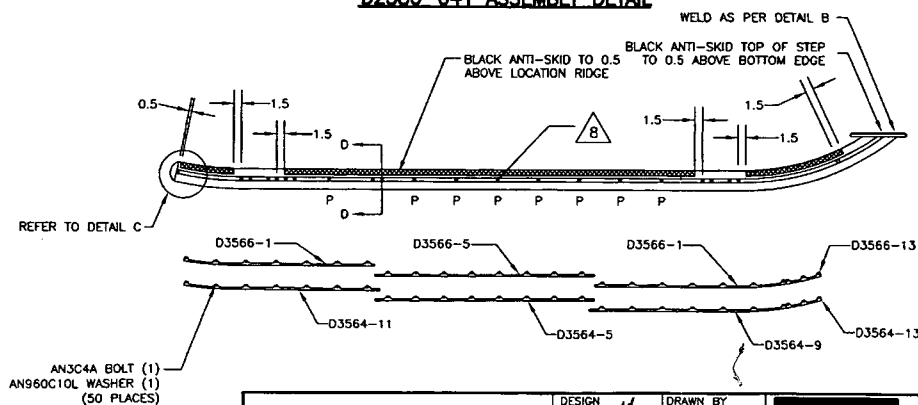 D2580-041 ASSEMBLY DETAIL
WELD AS PER DETAIL B
BLACK ANTI-SKID TO 0.5
ABOVE LOCATION RIDGE
BLACK ANTI-SKID TOP OF STEP
TO 0.5 ABOVE BOTTOM EDGE
0.5
1.5
1.5
8
1.5
1.5
1.5
D
D
P P P P P P P P
REFER TO DETAIL C
D3566-1
D3566-5
D3566-1
D3566-13
D3564-11
D3564-5
D3564-9
D3564-13
AN3C4A BOLT (1)
AN960C10L WASHER (1)
(50 PLACES)
DESIGN
DRAWN BY